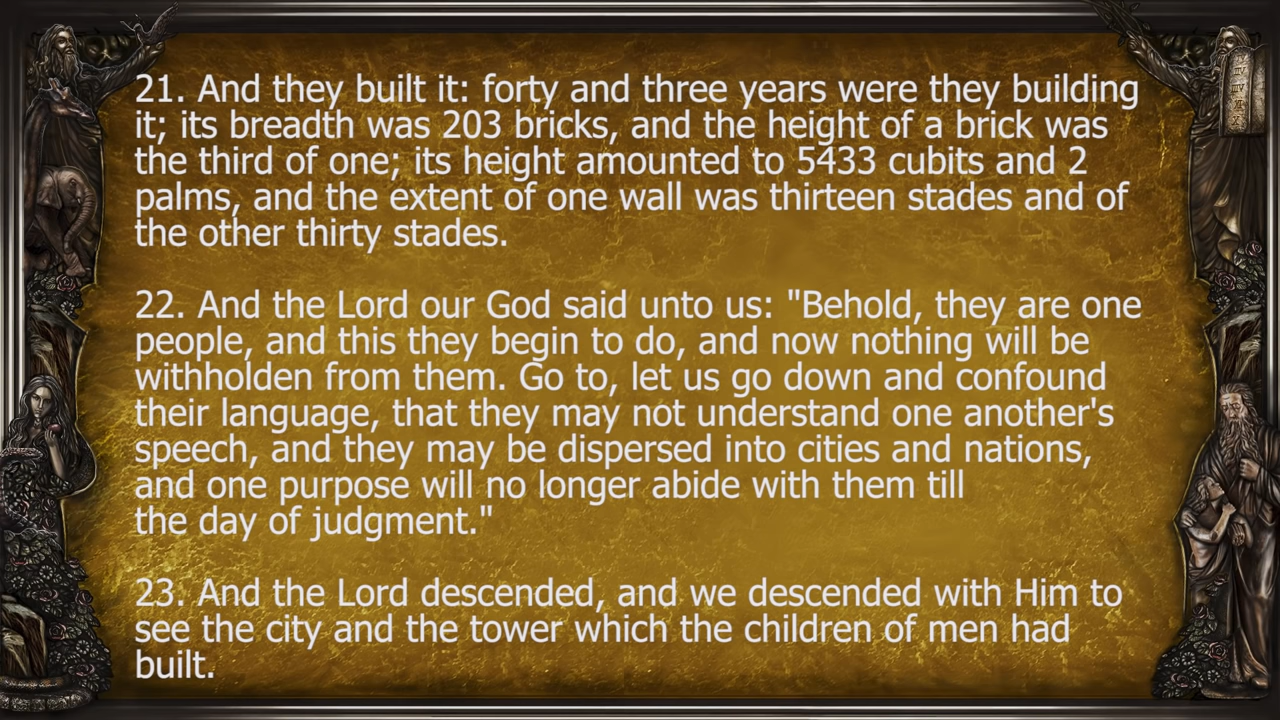 21. And they built it: forty and three years were they building
it; its breadth was 203 bricks, and the height of a brick was
the third of one; its height amounted to 5433 cubits and 2
palms, and the extent of one wall was thirteen stades and of
the other thirty stades.
22. And the Lord our God said unto us: "Behold, they are one
people, and this they begin to do, and now nothing will be
withholden from them. Go to, let us go down and confound
their language, that they may not understand one another's
speech, and they may be dispersed into cities and nations,
and one purpose will no longer abide with them till
the day of judgment."
23. And the Lord descended, and we descended with Him to
see the city and the tower which the children of men had
built.